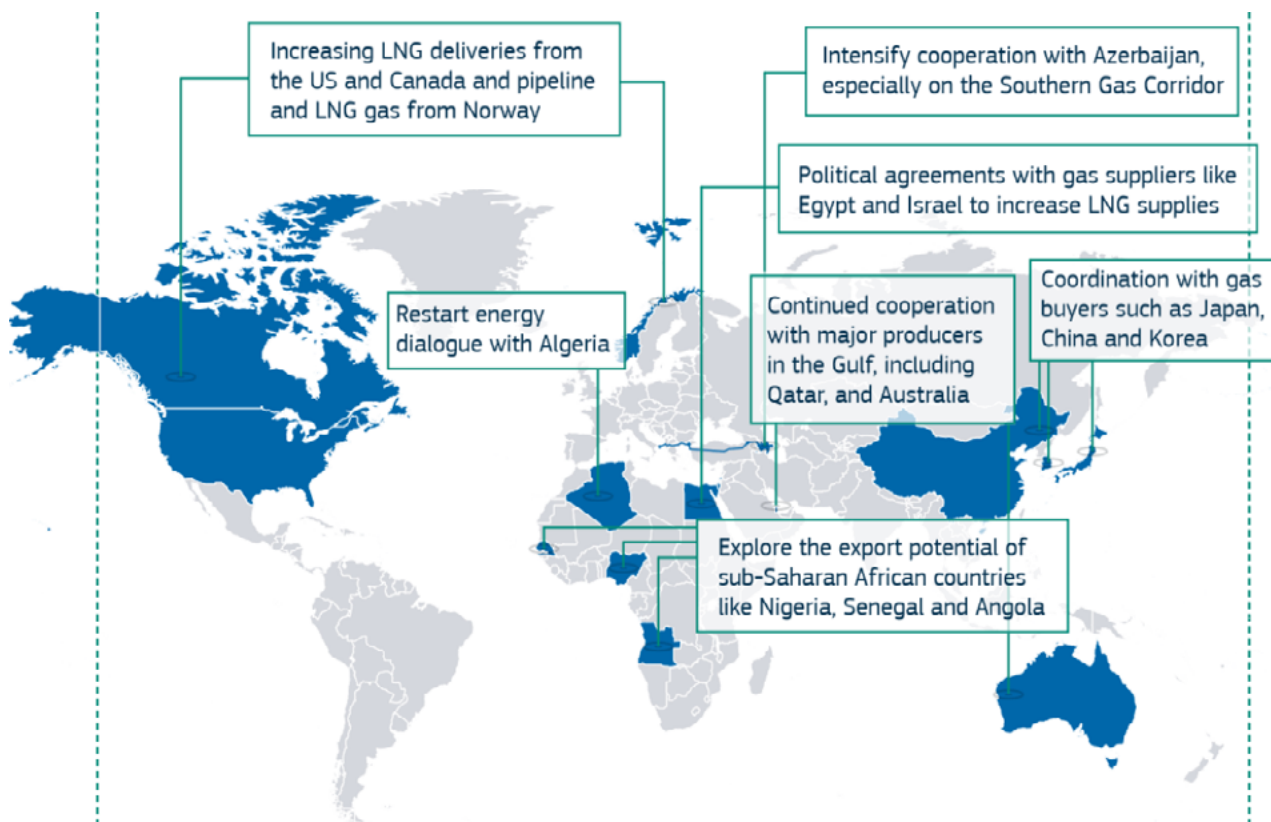 Increasing LNG deliveries from
the US and Canada and pipeline
and LNG gas from Norway
Intensify cooperation with Azerbaijan,
especially on the Southern Gas Corridor
Political agreements with gas suppliers like
Egypt and Israel to increase LNG supplies
Restart energy
dialogue with Algeria
Continued cooperation
with major producers
in the Gulf, including
Qatar, and Australia
Coordination with gas
buyers such as Japan,
China and Korea
Explore the export potential of
sub-Saharan African countries
like Nigeria, Senegal and Angola